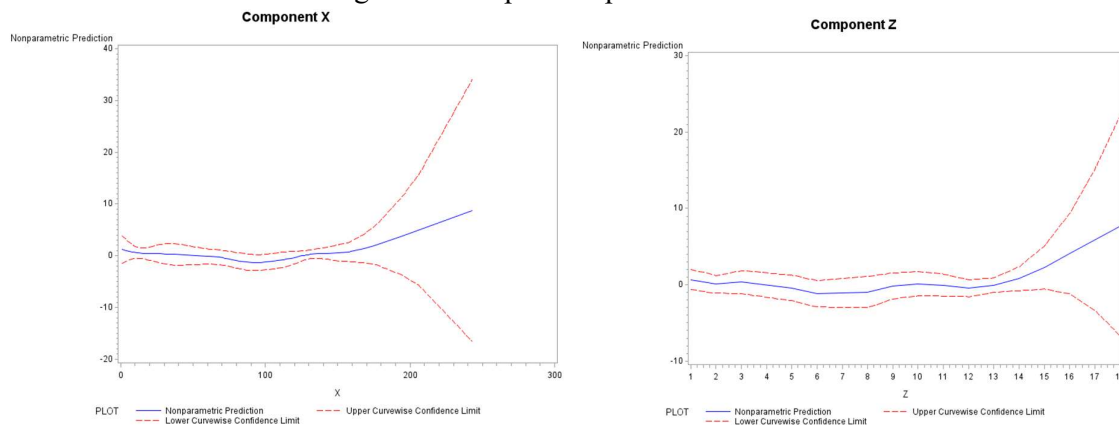 Component X
Nonparametric Prediction
40
30
20
10
0
-10
-20
0 100 200 300
X
PLOT Nonparametric Prediction Upper Curvewise Confidence Limit
Lower Curvewise Confidence Limit
Component Z
Nonparametric Prediction
30
20
10
0
-10
1 2 3 4 5 6 7 8 9 10 11 12 13 14 15 16 17
Z
PLOT Nonparametric Prediction Upper Curvewise Confidence Limit
Lower Curvewise Confidence Limit